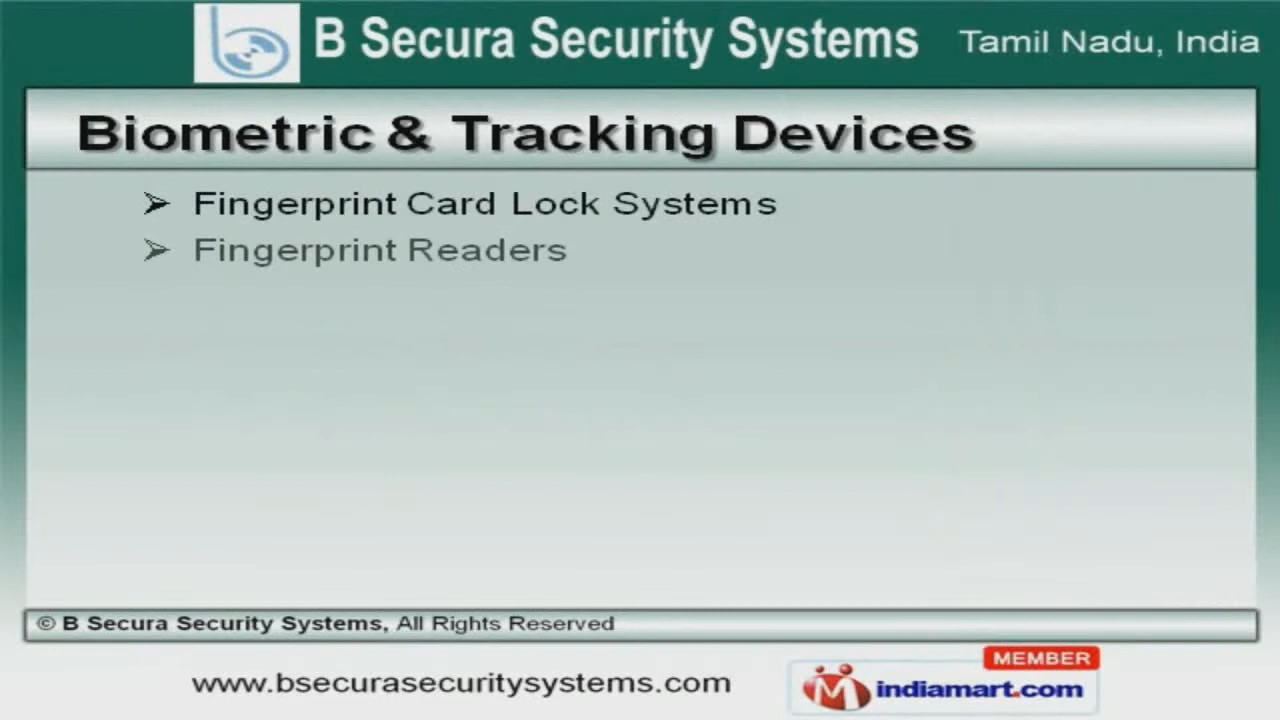 B Secura Security Systems
Tamil Nadu, India
Biometric & Tracking Devices
➢ Fingerprint Card Lock Systems
➢ Fingerprint Readers
© B Secura Security Systems, All Rights Reserved
MEMBER
www.bsecurasecuritysystems.com
indiamart.com